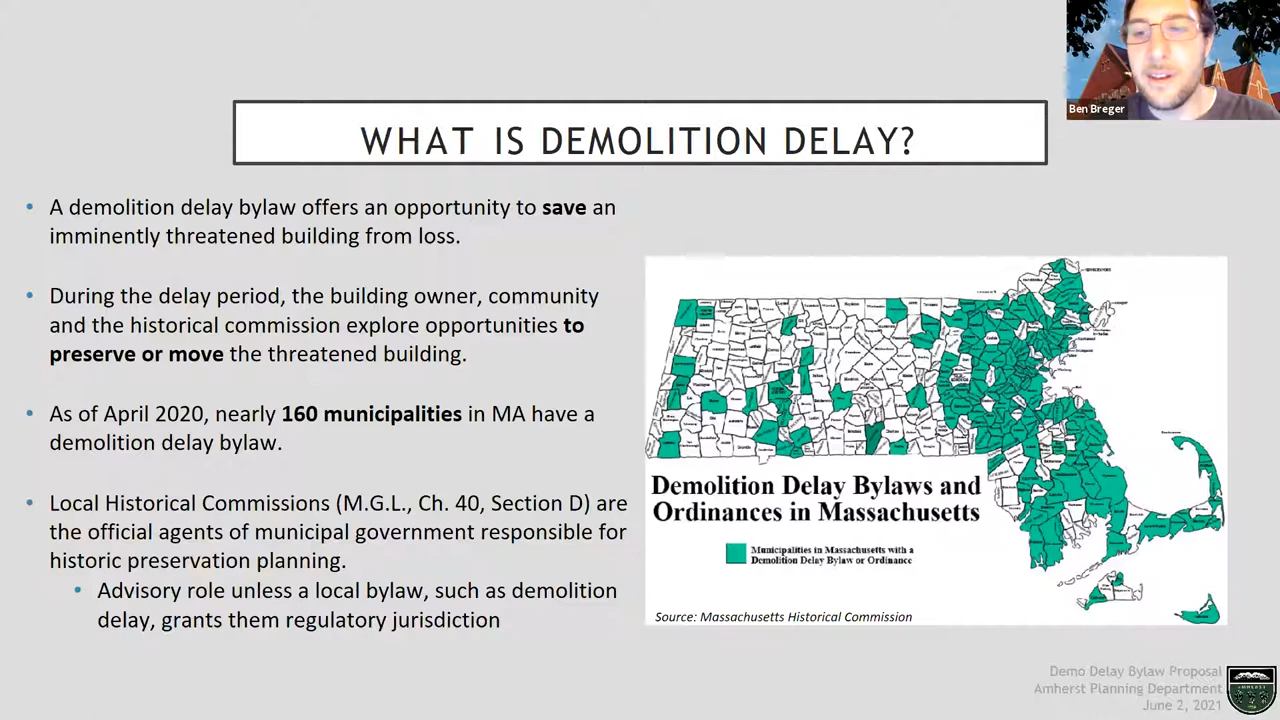 Ben Breger
WHAT IS DEMOLITION DELAY?
• A demolition delay bylaw offers an opportunity to save an
imminently threatened building from loss.
• During the delay period, the building owner, community
and the historical commission explore opportunities to
preserve or move the threatened building.
• As of April 2020, nearly 160 municipalities in MA have a
demolition delay bylaw.
• Local Historical Commissions (M.G.L., Ch. 40, Section D) are
the official agents of municipal government responsible for
historic preservation planning.
• Advisory role unless a local bylaw, such as demolition
delay, grants them regulatory jurisdiction
Demolition Delay Bylaws and
Ordinances in Massachusetts
Municipalities in Massachusetts with a
Demolition Delay Bylaw or Ordinance
Source: Massachusetts Historical Commission
Demo Delay Bylaw Proposal
Amherst Planning Department
June 2, 2021